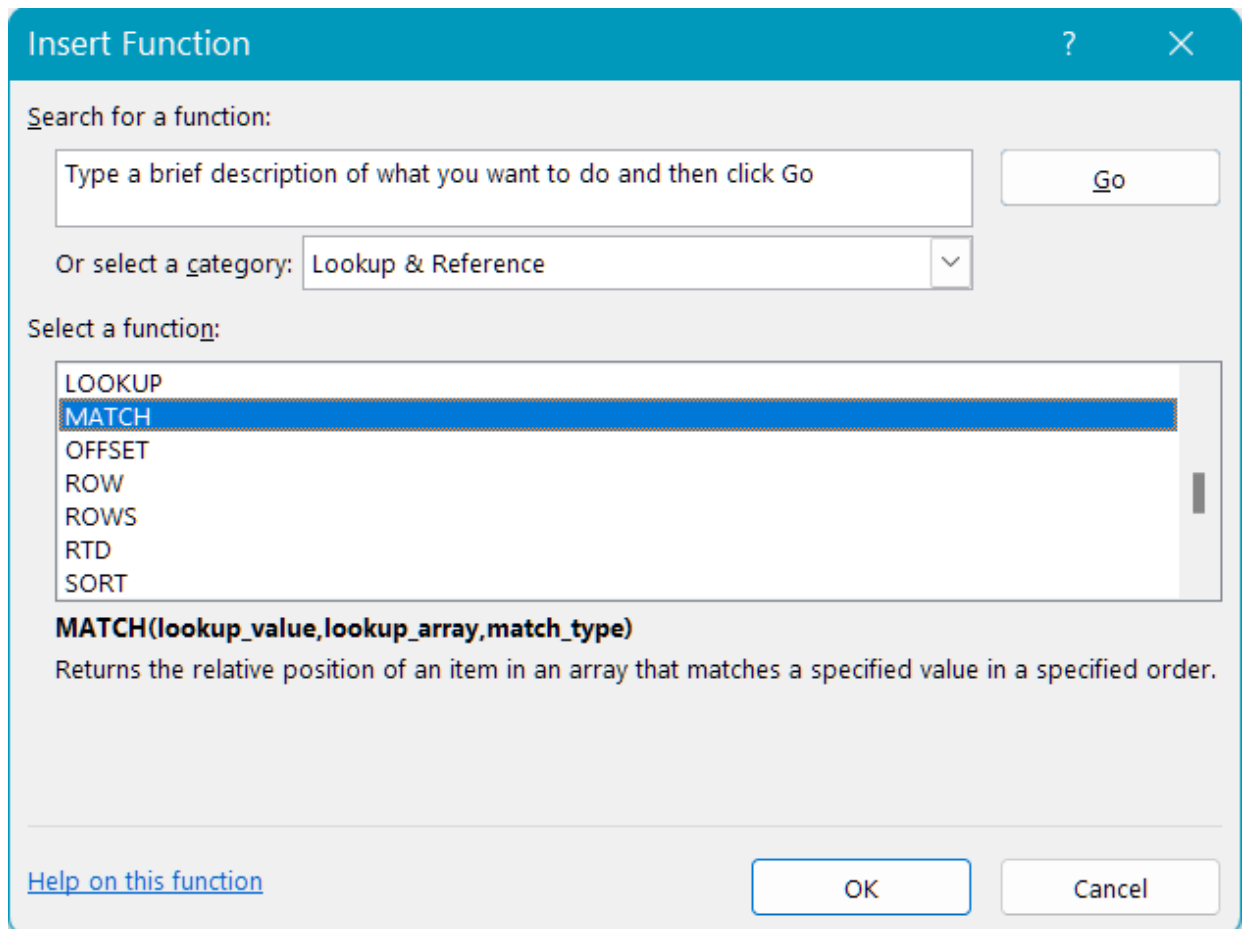 Insert Function ?
Search for a function:
Type a brief description of what you want to do and then click Go
Go
Or select a category: Lookup & Reference
Select a function:
LOOKUP
MATCH
OFFSET
ROW
ROWS
RTD
SORT
MATCH(lookup_value,lookup_array,match_type)
Returns the relative position of an item in an array that matches a specified value in a specified order.
Help on this function
OK
Cancel